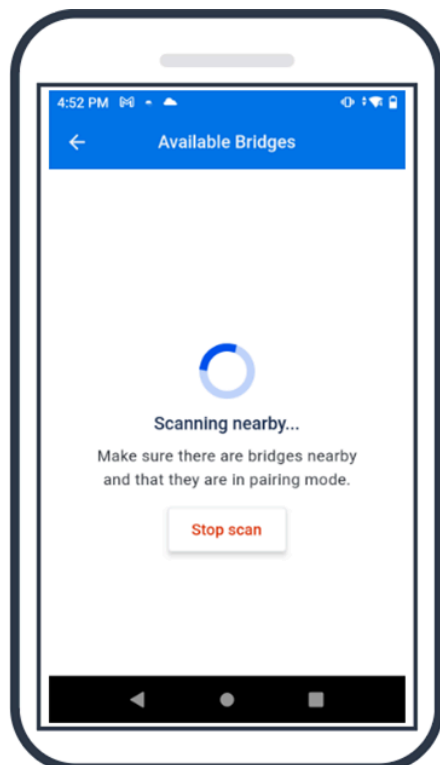 4:52 PM
Available Bridges
Scanning nearby...
Make sure there are bridges nearby
and that they are in pairing mode.
Stop scan